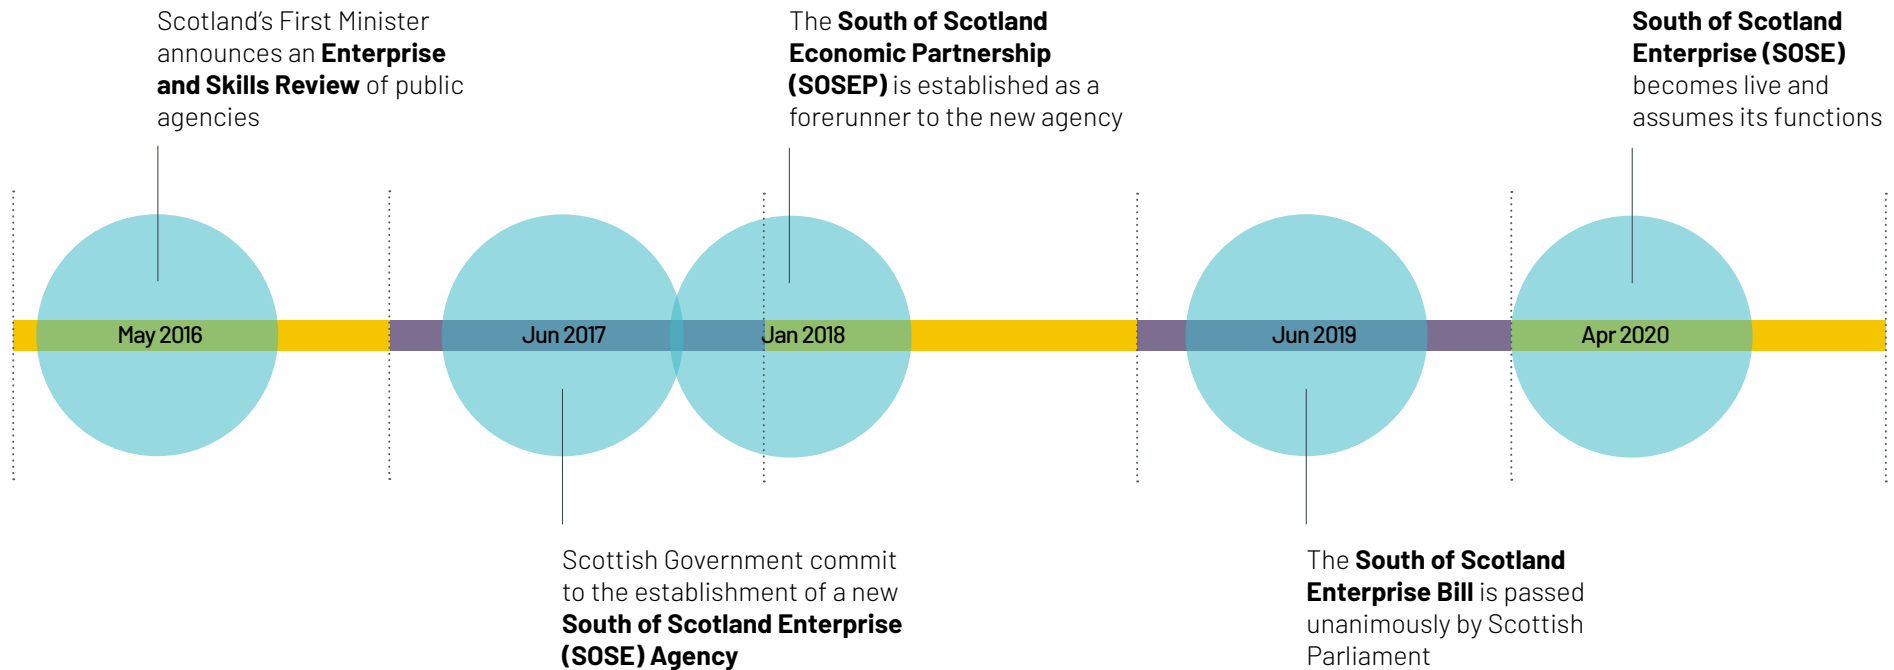 Scotland's First Minister
announces an Enterprise
and Skills Review of public
agencies
The South of Scotland
Economic Partnership
(SOSEP) is established as a
forerunner to the new agency
South of Scotland
Enterprise (SOSE)
becomes live and
assumes its functions
May 2016
Jun 2017
Jan 2018
Jun 2019
Apr 2020
Scottish Government commit
to the establishment of a new
South of Scotland Enterprise
(SOSE) Agency
The South of Scotland
Enterprise Bill is passed
unanimously by Scottish
Parliament